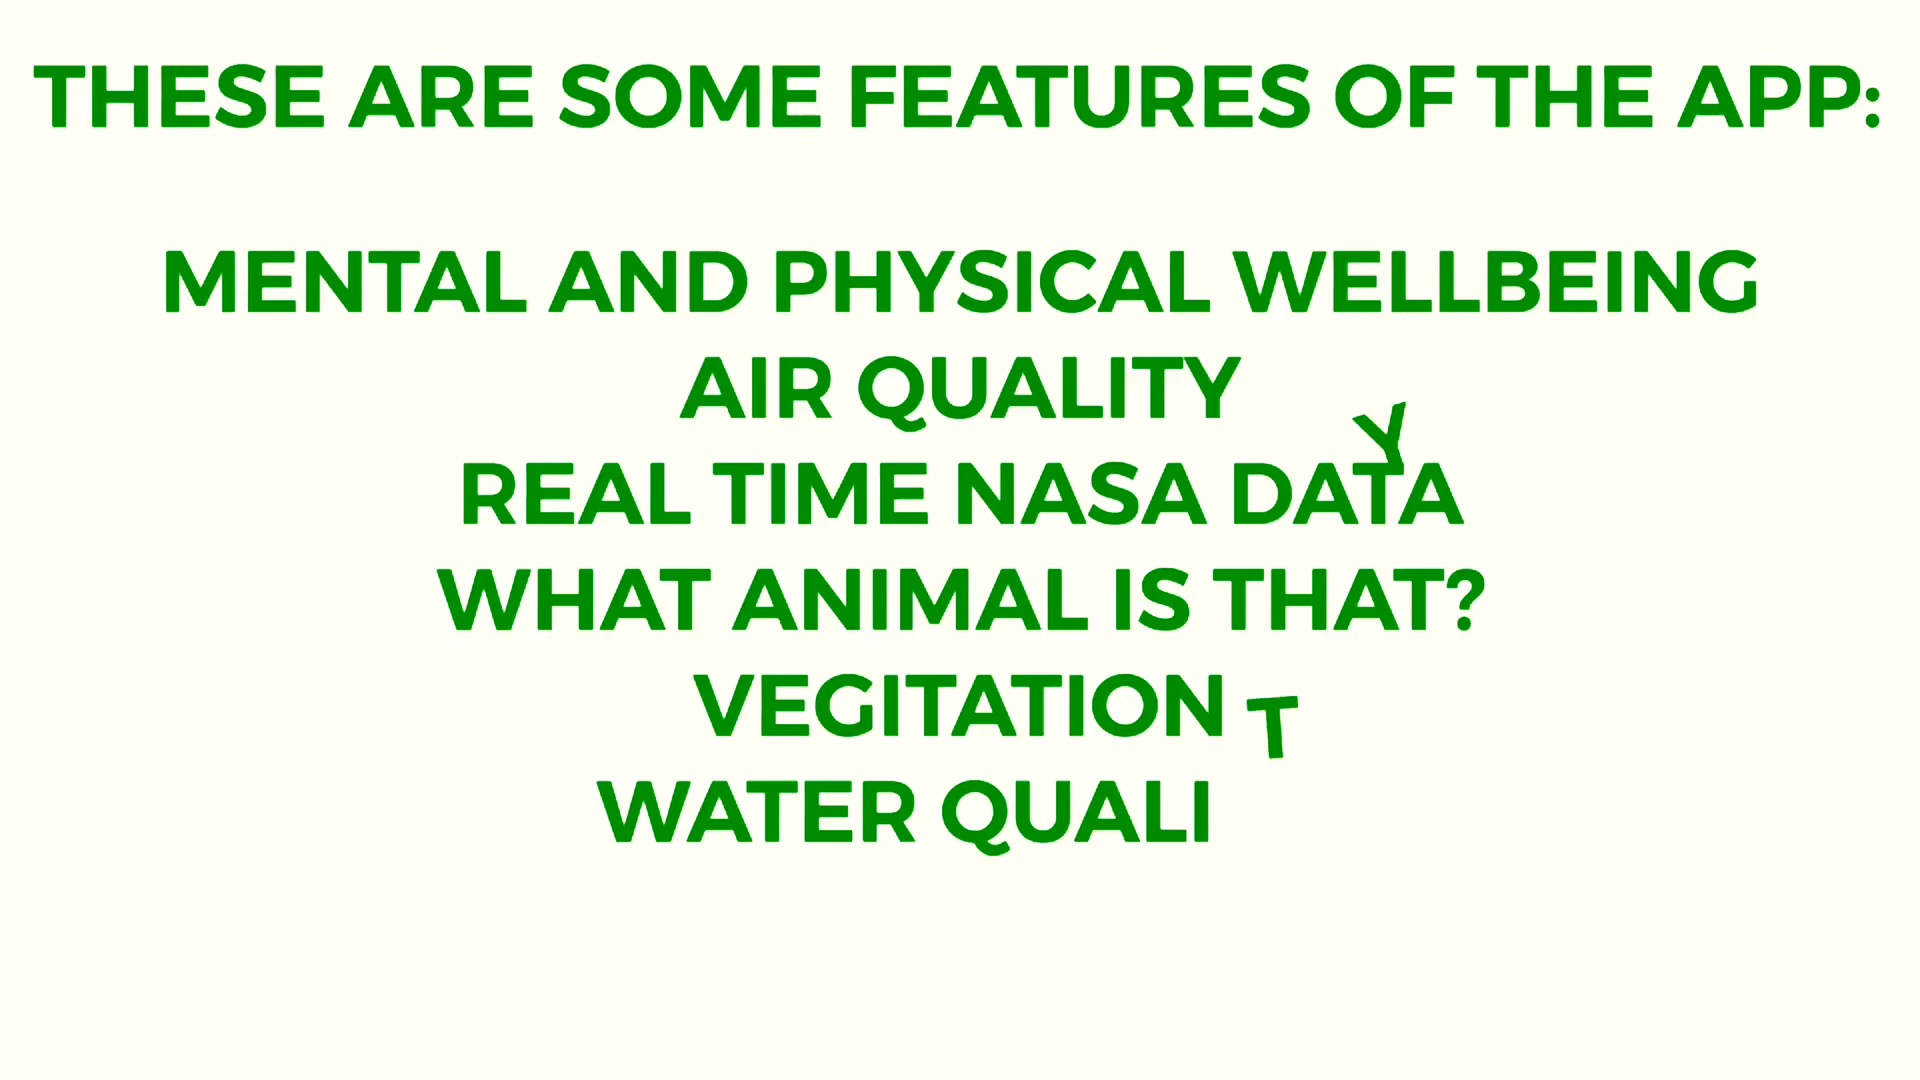 THESE ARE SOME FEATURES OF THE APP:
MENTAL AND PHYSICAL WELLBEING
AIR QUALITY
Y
REAL TIME NASA DATA
WHAT ANIMAL IS THAT?
VEGITATION
T
WATER QUALI